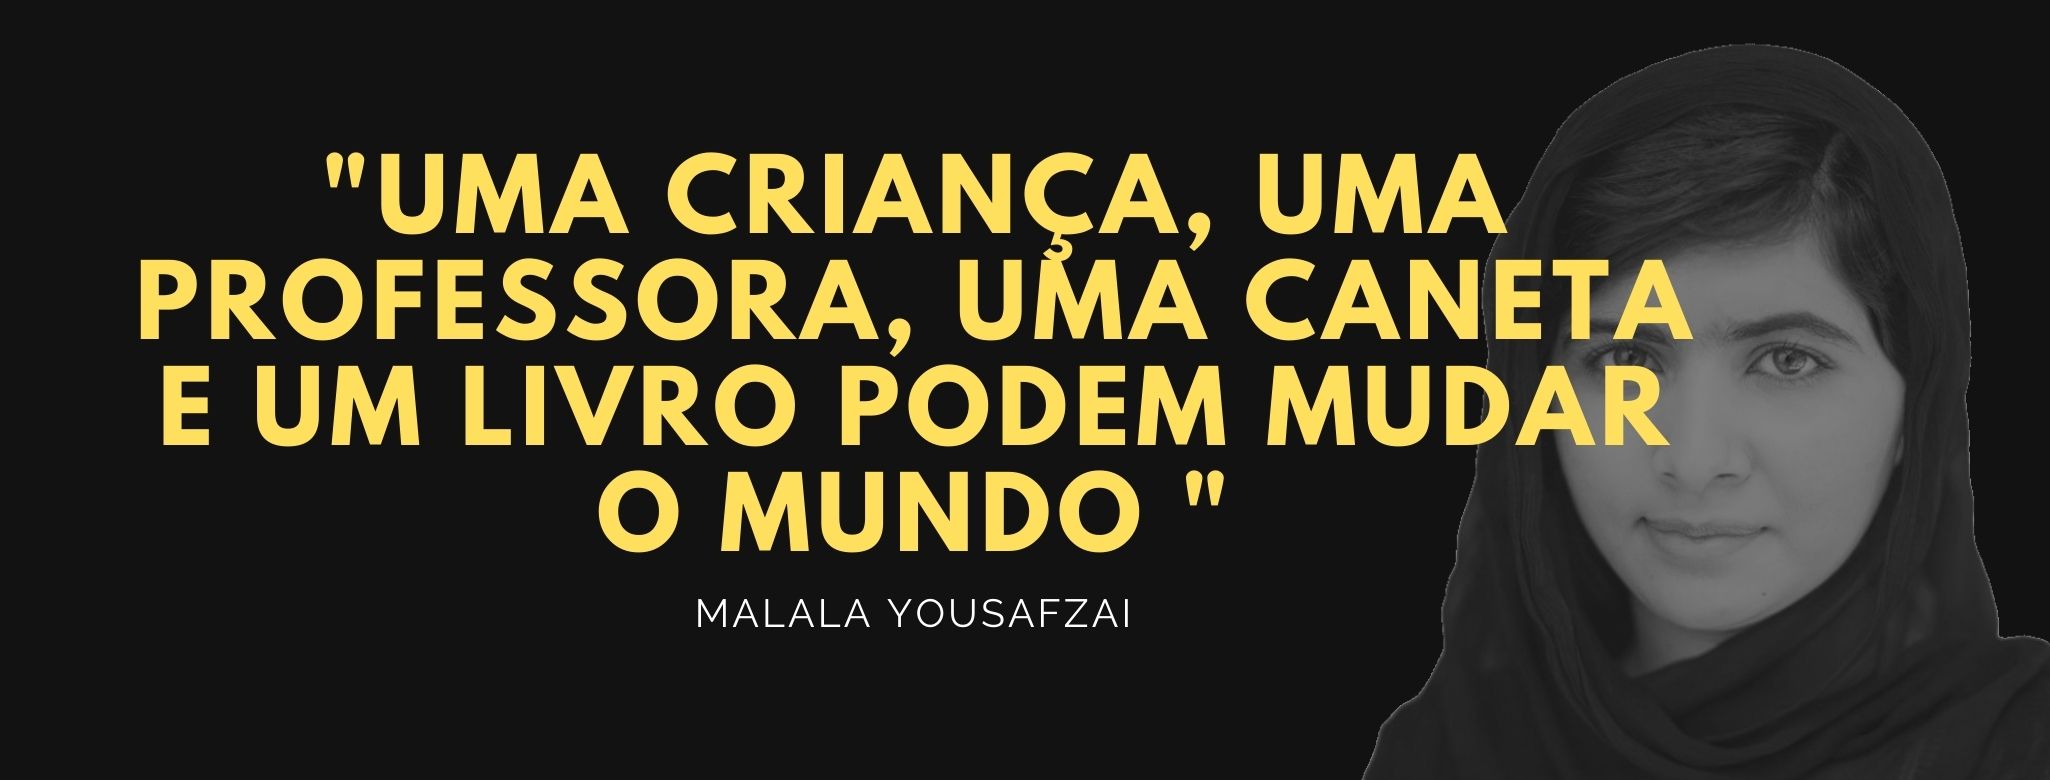 "UMA CRIANÇA, UMA
PROFESSORA, UMA CANETA
E UM LIVRO PODEM MUDAR
O MUNDO "
MALALA YOUSAFZAI